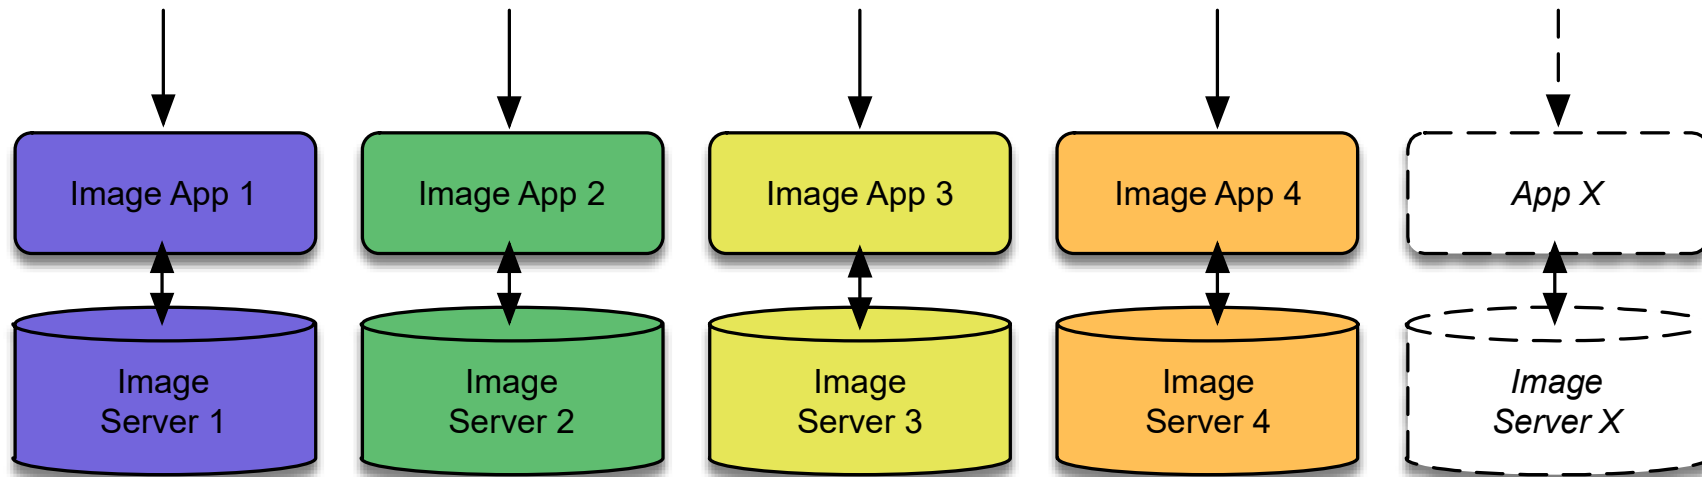 Image App 1
Image App 2
Image App 3
Image App 4
App X
Image
Server 1
Image
Server 2
Image
Server 3
Image
Server 4
Image
Server X